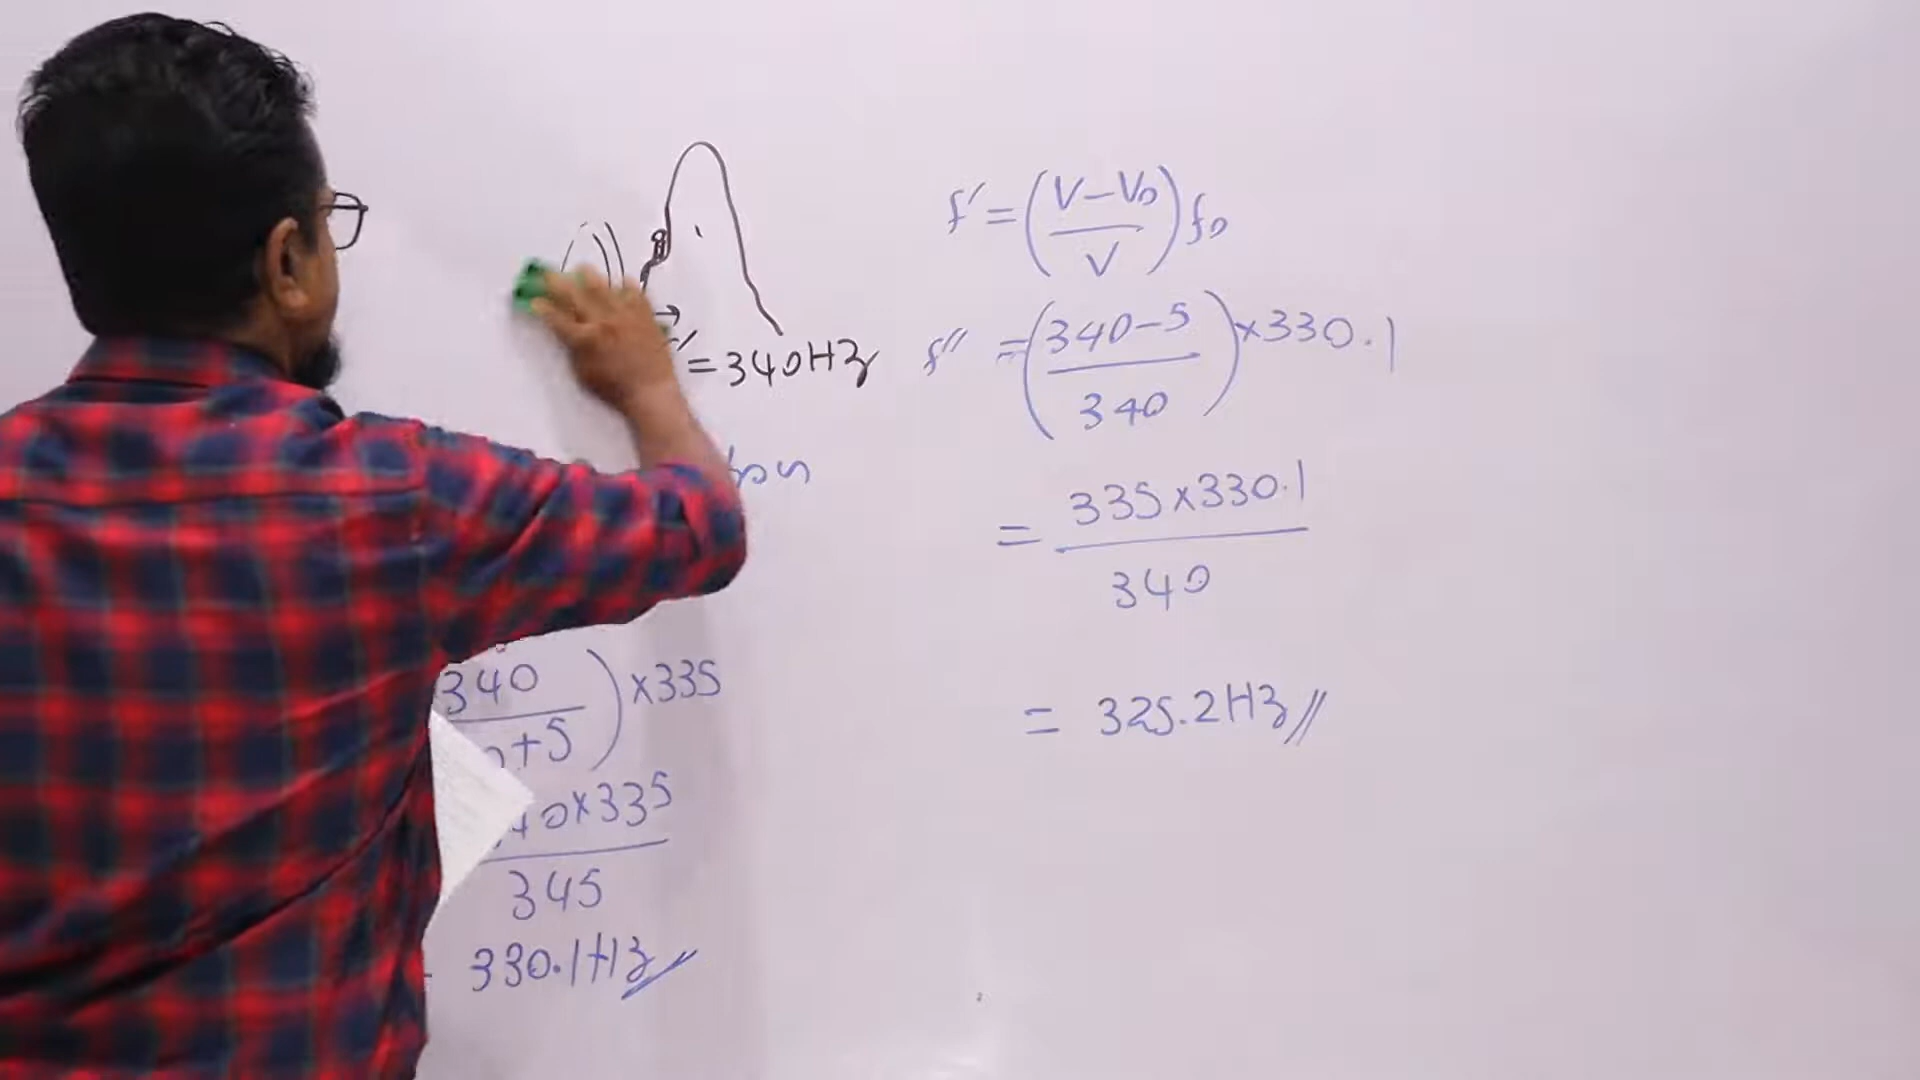 = 340Hz
340
+5
) ×335
0×335
345
330.1Hz
f' = (V-V₀ / V) f₀
f'' = (340-5 / 340) ×330.1
= 335×330.1 / 340
= 325.2Hz